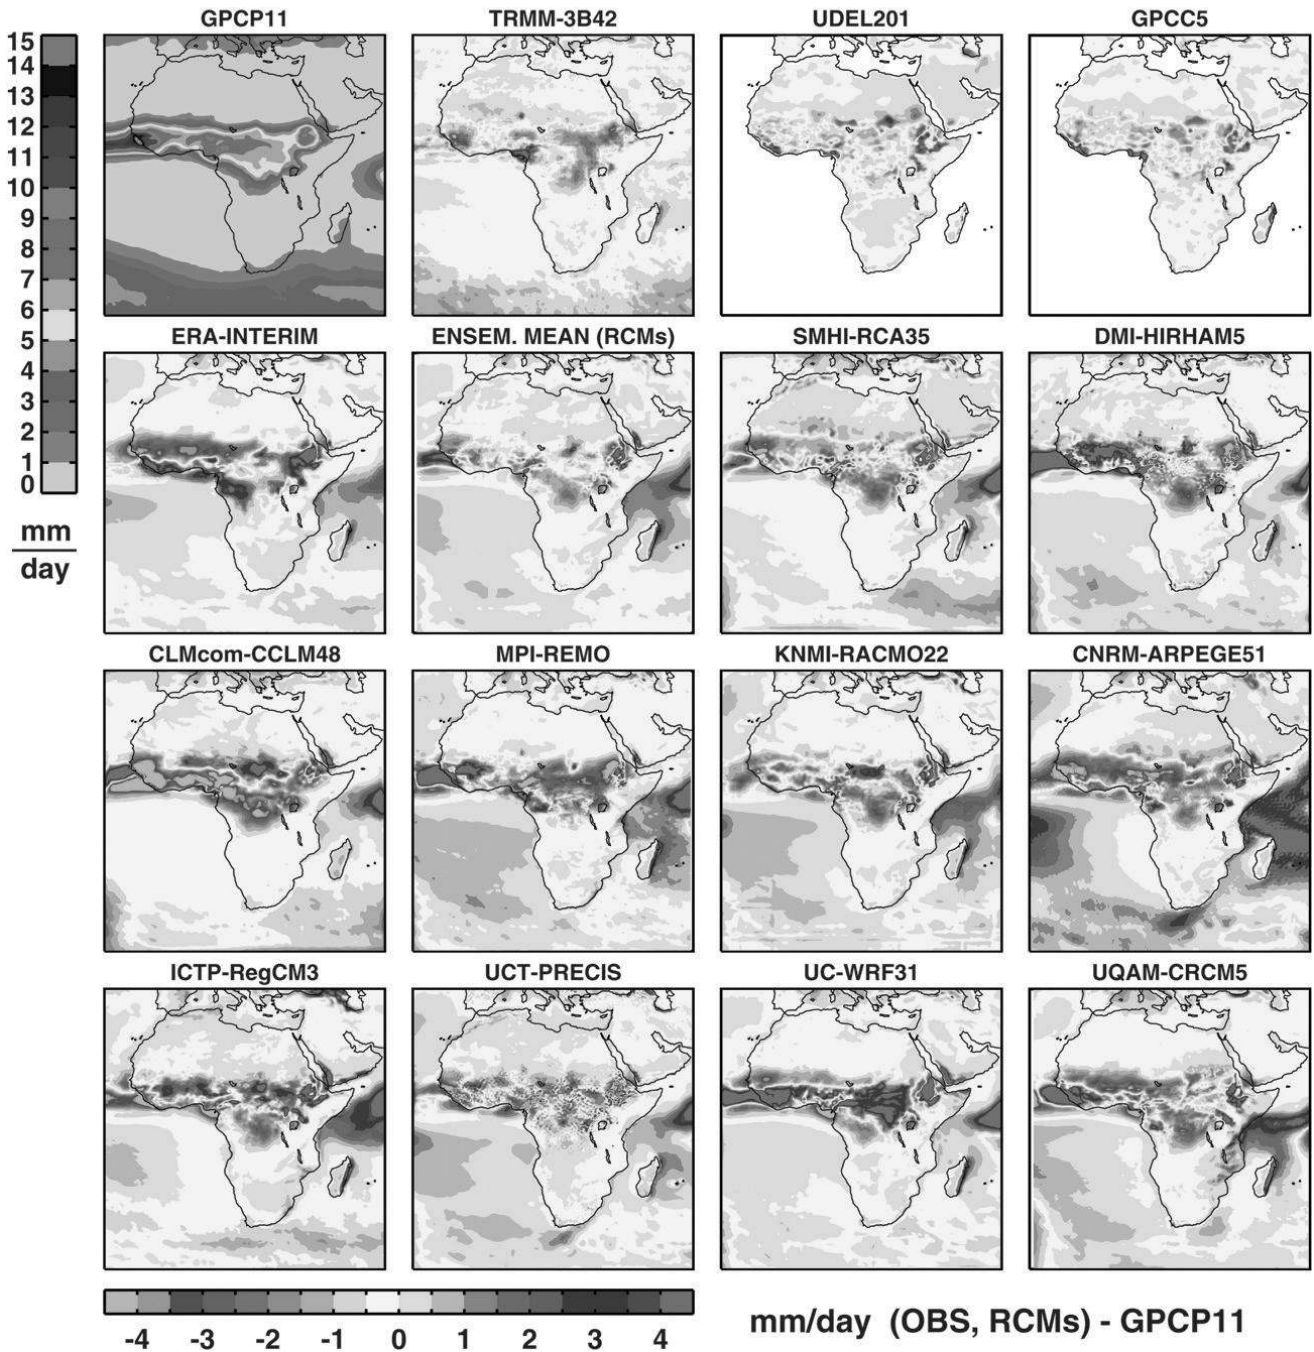 GPCP11 TRMM-3B42 UDEL201 GPCC5
15
14
13
12
11
10
9
8
7
6
5
4
3
2
1
0
mm
day
ERA-INTERIM ENSEM. MEAN (RCMs) SMHI-RCA35 DMI-HIRHAM5
CLMcom-CCLM48 MPI-REMO KNMI-RACMO22 CNRM-ARPEGE51
ICTP-RegCM3 UCT-PRECIS UC-WRF31 UQAM-CRCM5
-4 -3 -2 -1 0 1 2 3 4
mm/day (OBS, RCMs) - GPCP11